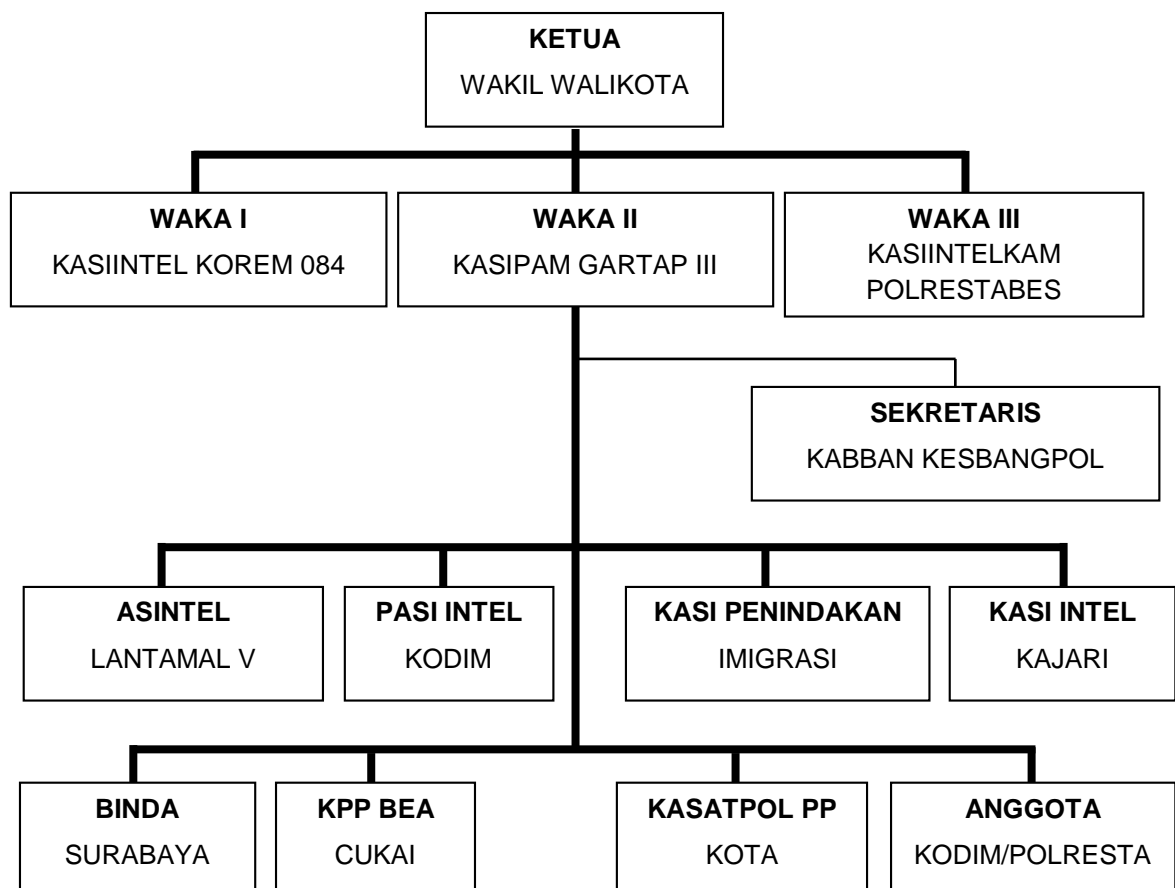 KETUA
WAKIL WALIKOTA
WAKA I
KASIINTEL KOREM 084
WAKA II
KASIPAM GARTAP III
WAKA III
KASIINTELKAM
POLRESTABES
SEKRETARIS
KABBAN KESBANGPOL
ASINTEL
LANTAMAL V
PASI INTEL
KODIM
KASI PENINDAKAN
IMIGRASI
KASI INTEL
KAJARI
BINDA
SURABAYA
KPP BEA
CUKAI
KASATPOL PP
KOTA
ANGGOTA
KODIM/POLRESTA